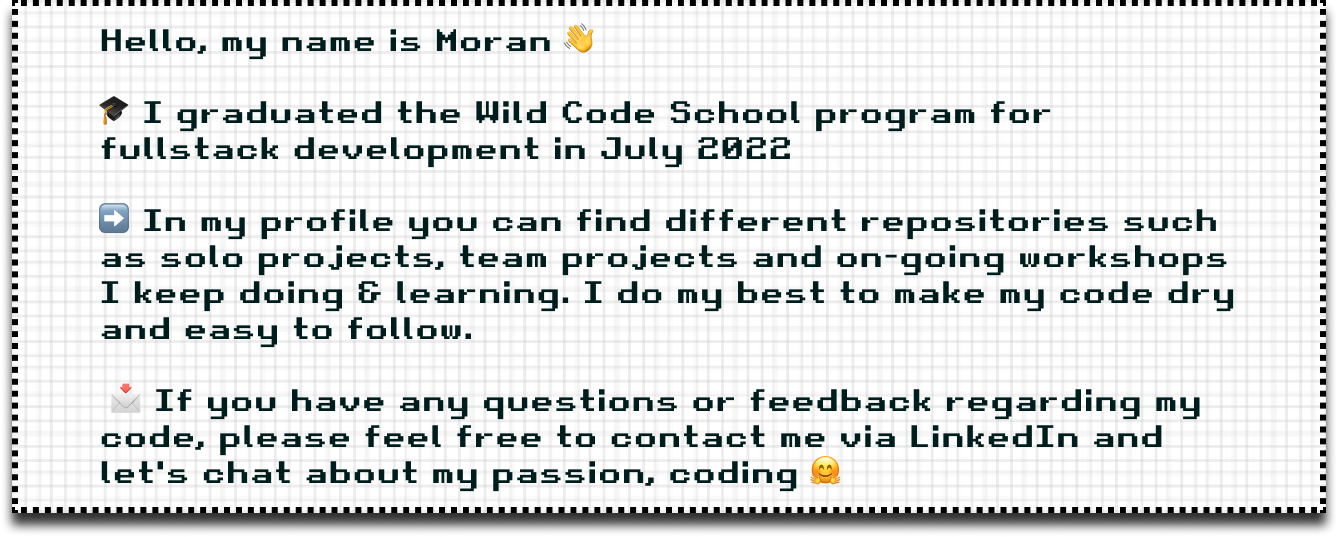 Hello, my name is Moran 👋
🎓 I graduated the Wild Code School program for
fullstack development in July 2022
➡️ In my profile you can find different repositories such
as solo projects, team projects and on-going workshops
I keep doing & learning. I do my best to make my code dry
and easy to follow.
📩 If you have any questions or feedback regarding my
code, please feel free to contact me via LinkedIn and
let's chat about my passion, coding 🤗